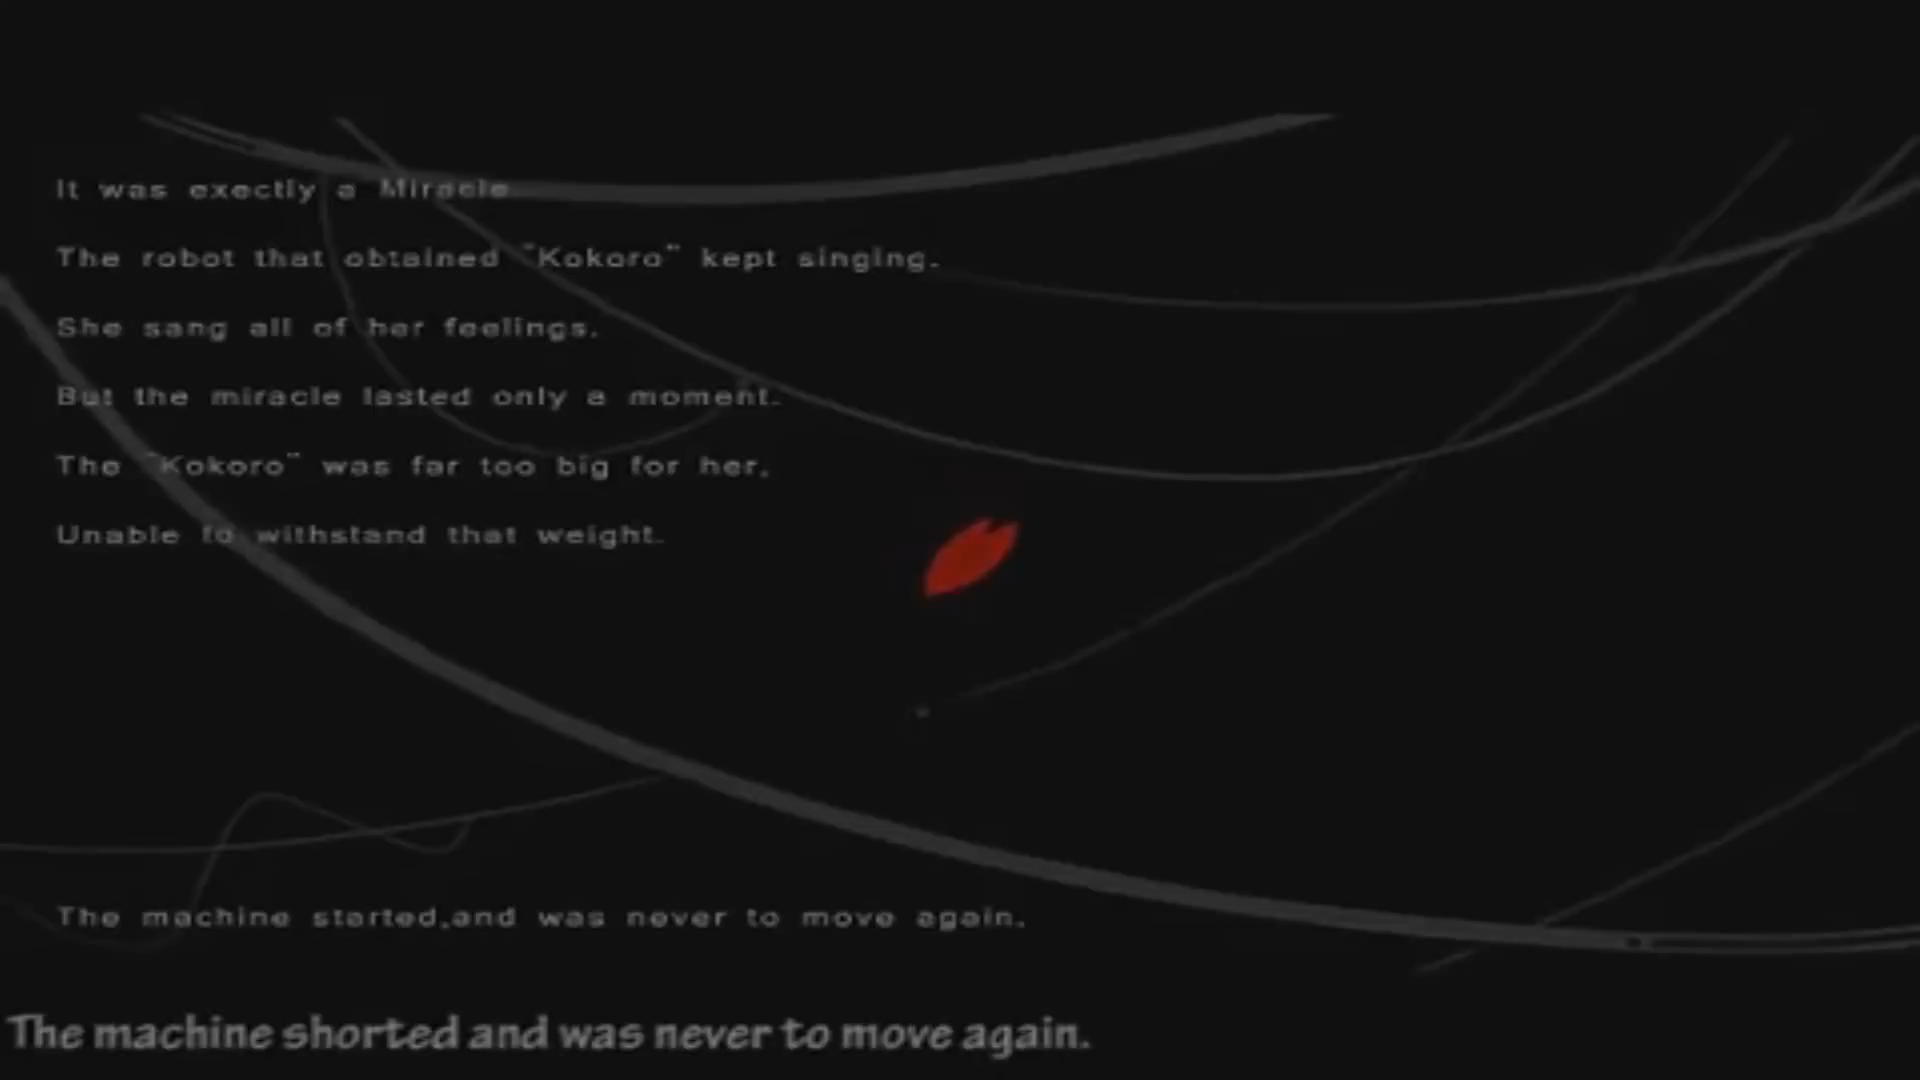 It was exectly a Miracle
The robot that obtained "Kokoro" kept singing.
She sang all of her feelings.
But the miracle lasted only a moment.
The "Kokoro" was far too big for her.
Unable to withstand that weight.
The machine started,and was never to move again.
The machine shorted and was never to move again.